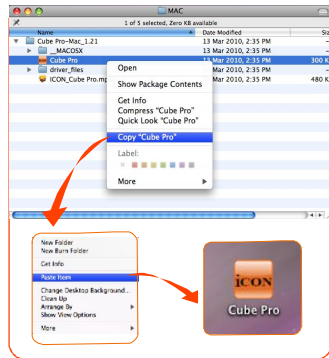 MAC
1 of 5 selected, Zero KB available
Name Date Modified Siz
Cube Pro-Mac_1.21 13 Mar 2010, 2:35 PM
__MACOSX 13 Mar 2010, 2:35 PM
Cube Pro 13 Mar 2010, 2:35 PM 300 K
driver_files Mar 2010, 2:35 PM
ICON_Cube Pro.mp Mar 2010, 2:35 PM 480 K
Open
Show Package Contents
Get Info
Compress “Cube Pro”
Quick Look “Cube Pro”
Copy “Cube Pro”
Label:
More
New Folder
New Burn Folder
Get Info
Paste Item
Change Desktop Background...
Clean Up
Arrange By
Show View Options
More
iCON
Cube Pro